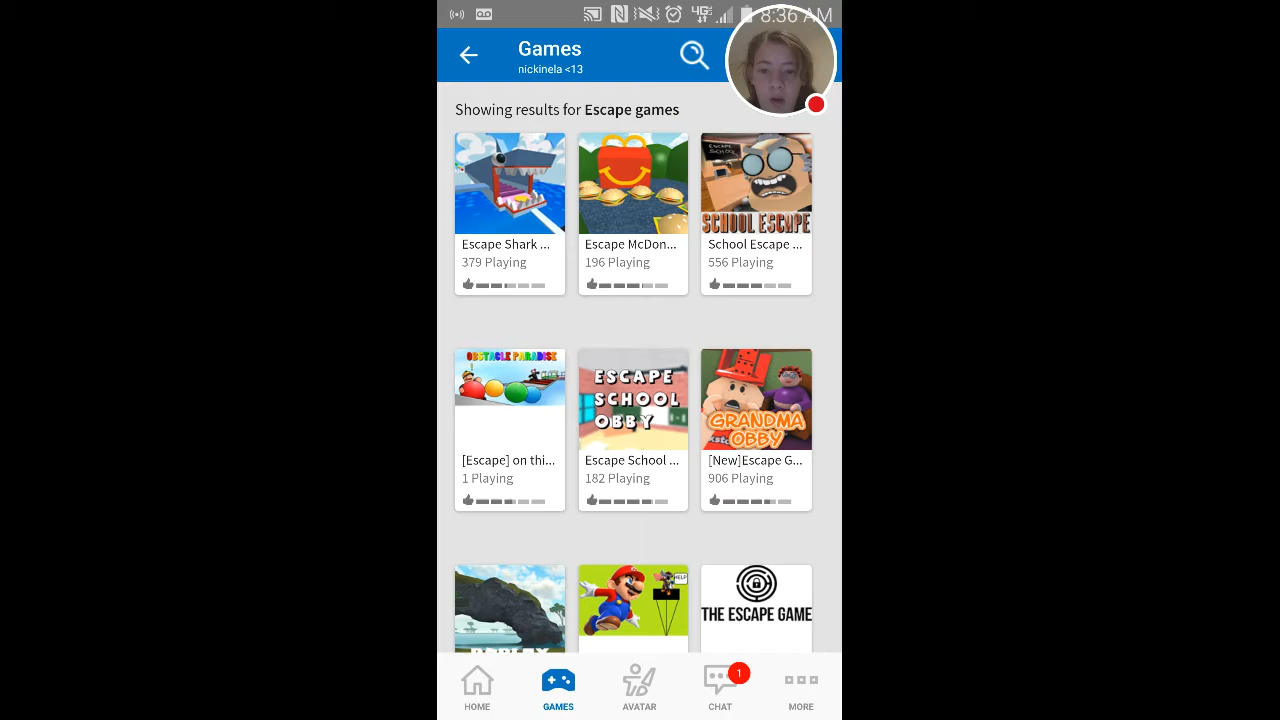 4G 8:36 AM
Games
nickinela <13
Showing results for Escape games
ESCAPE SCHOOL
SCHOOL ESCAPE
Escape Shark ...
Escape McDon...
School Escape ...
379 Playing
196 Playing
556 Playing
OBSTACLE PARADISE
ESCAPE
SCHOOL
OBBY
GRANDMA
OBBY
[Escape] on thi...
Escape School ...
[New]Escape G...
1 Playing
182 Playing
906 Playing
HELP
THE ESCAPE GAME
1
HOME
GAMES
AVATAR
CHAT
MORE